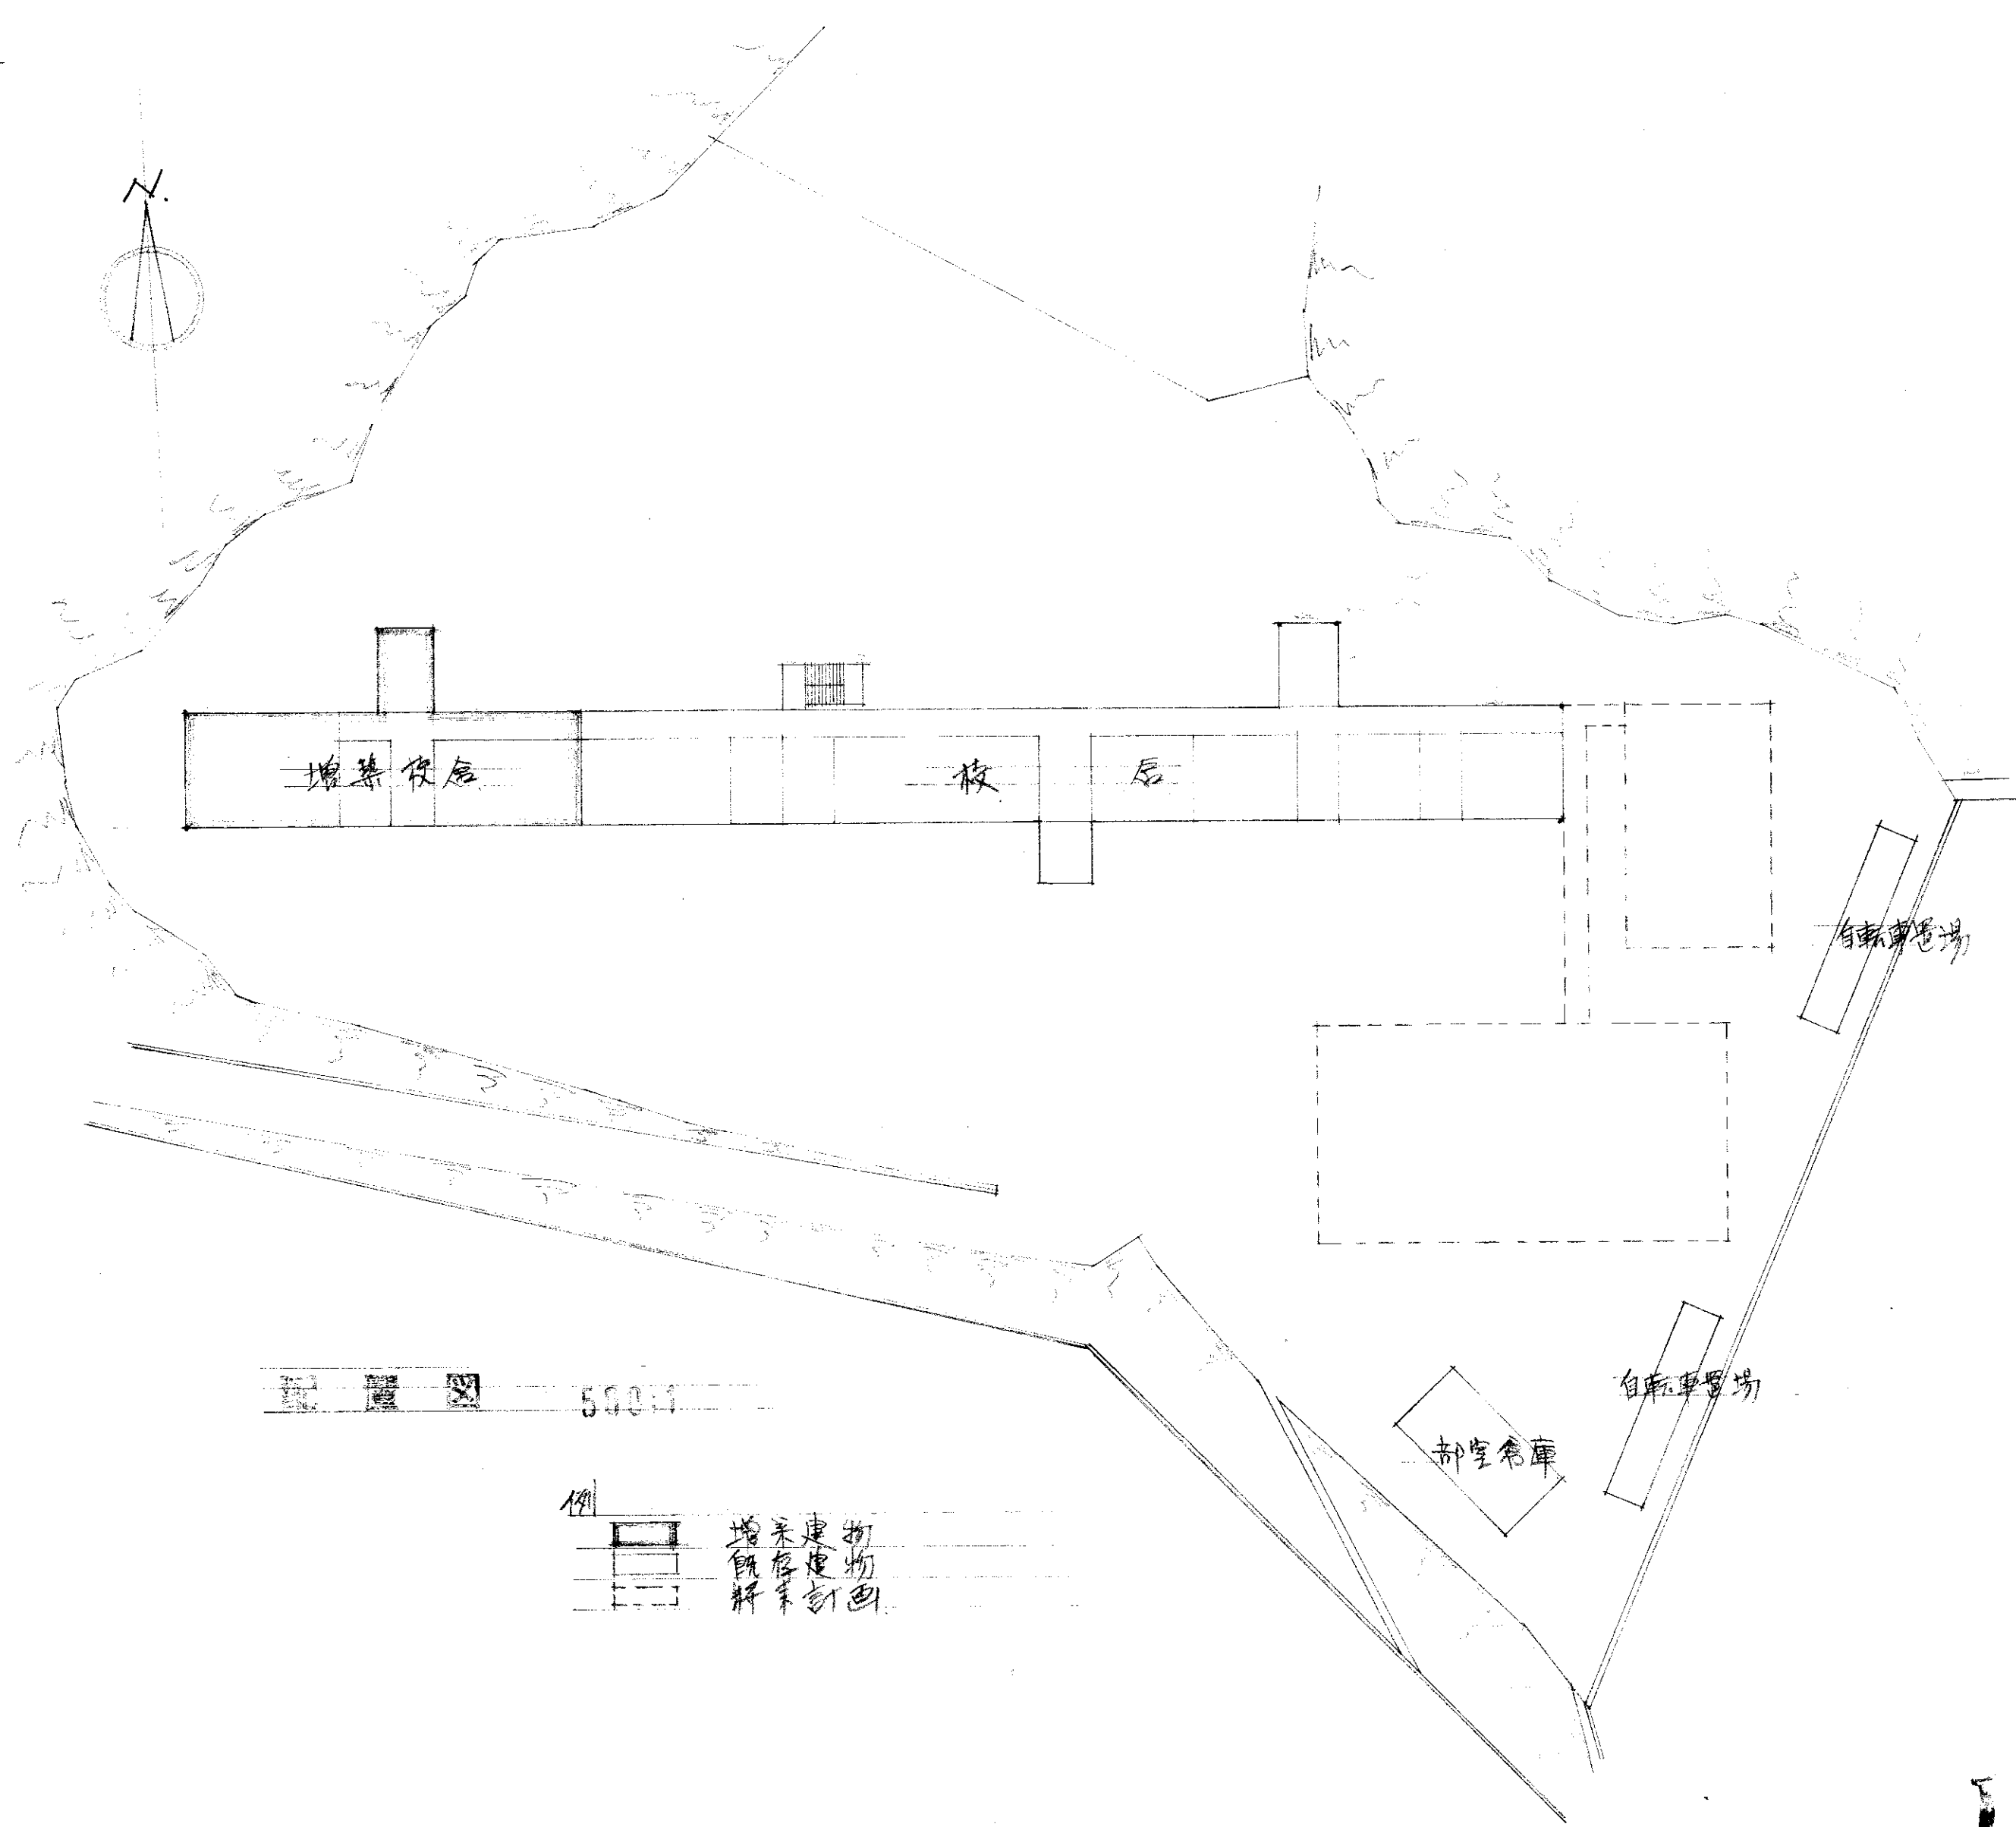 N.
増築校舎
校舎
自転車置場
自転車置場
部室倉庫
配置図 500:1
例
増築建物
既存建物
将来計画